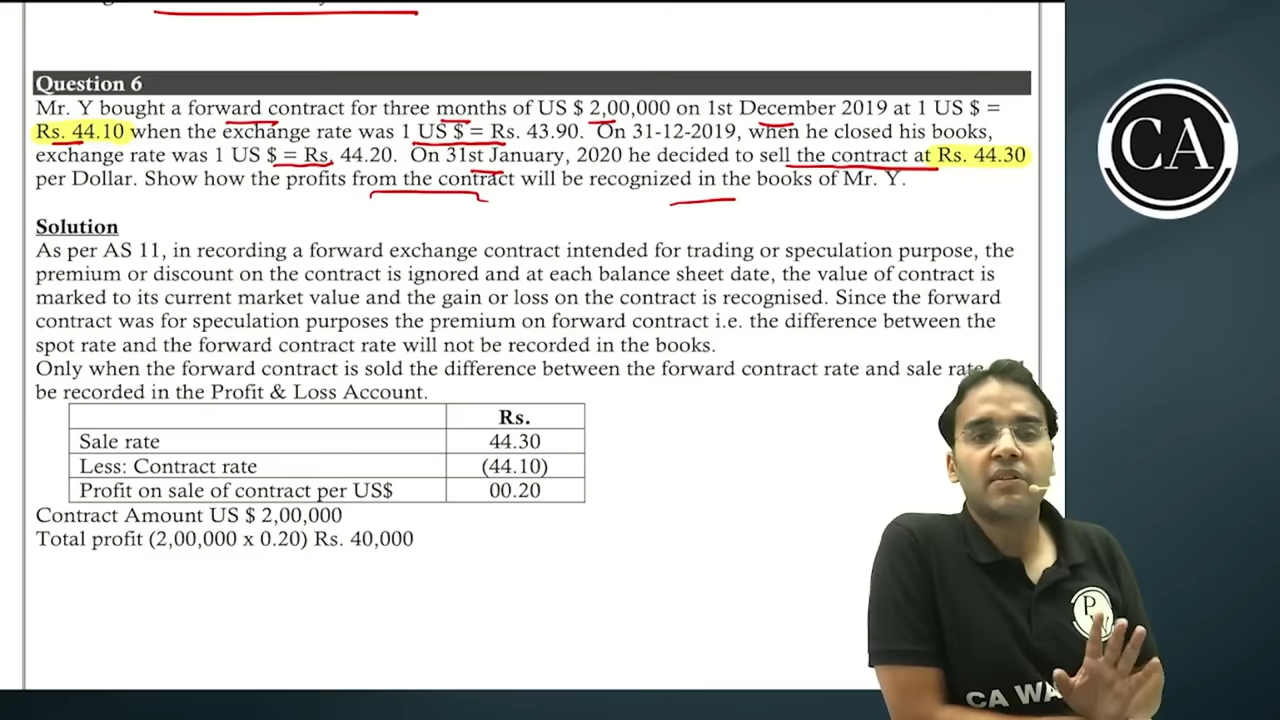 Question 6
Mr. Y bought a forward contract for three months of US $ 2,00,000 on 1st December 2019 at 1 US $ =
Rs. 44.10 when the exchange rate was 1 US $ = Rs. 43.90. On 31-12-2019, when he closed his books,
exchange rate was 1 US $ = Rs. 44.20. On 31st January, 2020 he decided to sell the contract at Rs. 44.30
per Dollar. Show how the profits from the contract will be recognized in the books of Mr. Y.
Solution
As per AS 11, in recording a forward exchange contract intended for trading or speculation purpose, the
premium or discount on the contract is ignored and at each balance sheet date, the value of contract is
marked to its current market value and the gain or loss on the contract is recognised. Since the forward
contract was for speculation purposes the premium on forward contract i.e. the difference between the
spot rate and the forward contract rate will not be recorded in the books.
Only when the forward contract is sold the difference between the forward contract rate and sale rate
be recorded in the Profit & Loss Account.
Rs.
Sale rate 44.30
Less: Contract rate (44.10)
Profit on sale of contract per US$ 00.20
Contract Amount US $ 2,00,000
Total profit (2,00,000 x 0.20) Rs. 40,000
CA
P
W
CA WA